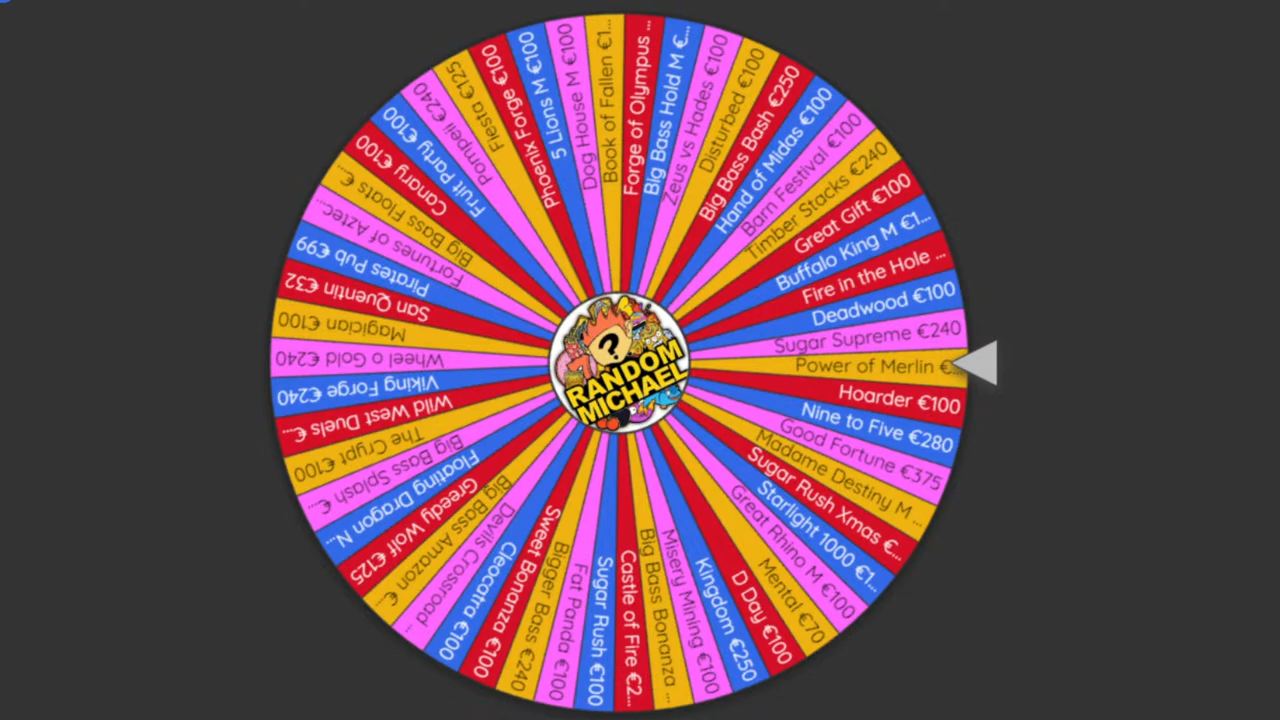 Forge of Olympus ...
Big Bass Hold M €...
Zeus vs Hades €100
Disturbed €100
Big Bass Bash €250
Hand of Midas €100
Barn Festival €100
Timber Stacks €240
Great Gift €100
Buffalo King M €1...
Fire in the Hole ...
Deadwood €100
Sugar Supreme €240
Power of Merlin €...
Hoarder €100
Nine to Five €280
Good Fortune €375
Madame Destiny M ...
Sugar Rush Xmas €...
Starlight 1000 €1...
Great Rhino M €100
Mental €70
D Day €100
Kingdom €250
Misery Mining €100
Big Bass Bonanza ...
Castle of Fire €2...
Sugar Rush €100
Fat Panda €100
Bigger Bass €240
Sweet Bonanza €100
Cleocatra €100
Devils Crossroad ...
Big Bass Amazon €...
Greedy Wolf €125
Floating Dragon N...
Big Bass Splash €...
The Crypt €100
Wild West Duels €...
Viking Forge €240
Wheel o Gold €240
Magician €100
San Quentin €32
Pirates Pub €99
Fortunes of Aztec...
Big Bass Floats €...
Canary €100
Fruit Party €100
Pompeii €240
Fiesta €125
Phoenix Forge €100
5 Lions M €100
Dog House M €100
Book of Fallen €1...
?
RANDOM
MICHAEL